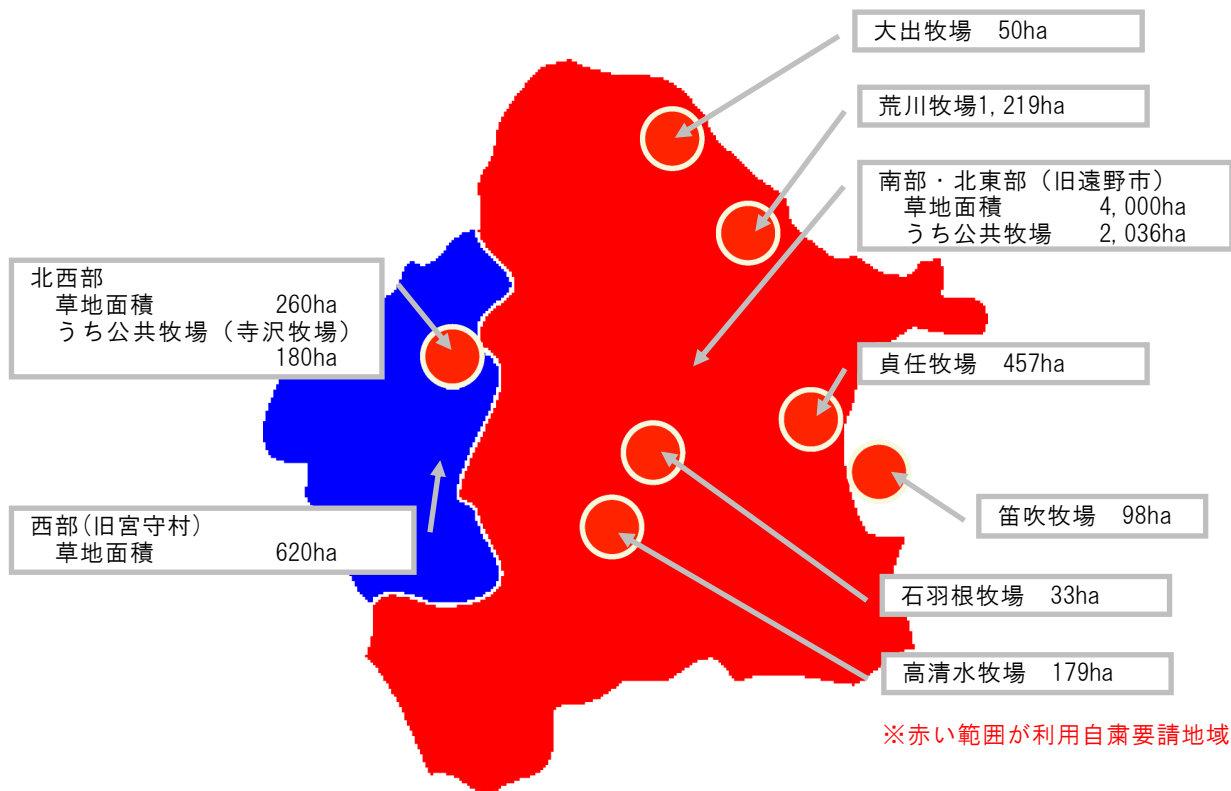 大出牧場　50ha
荒川牧場1,219ha
南部・北東部（旧遠野市）
草地面積　4,000ha
うち公共牧場　2,036ha
北西部
草地面積　260ha
うち公共牧場（寺沢牧場）
180ha
貞任牧場　457ha
笛吹牧場　98ha
西部(旧宮守村)
草地面積　620ha
石羽根牧場　33ha
高清水牧場　179ha
※赤い範囲が利用自粛要請地域